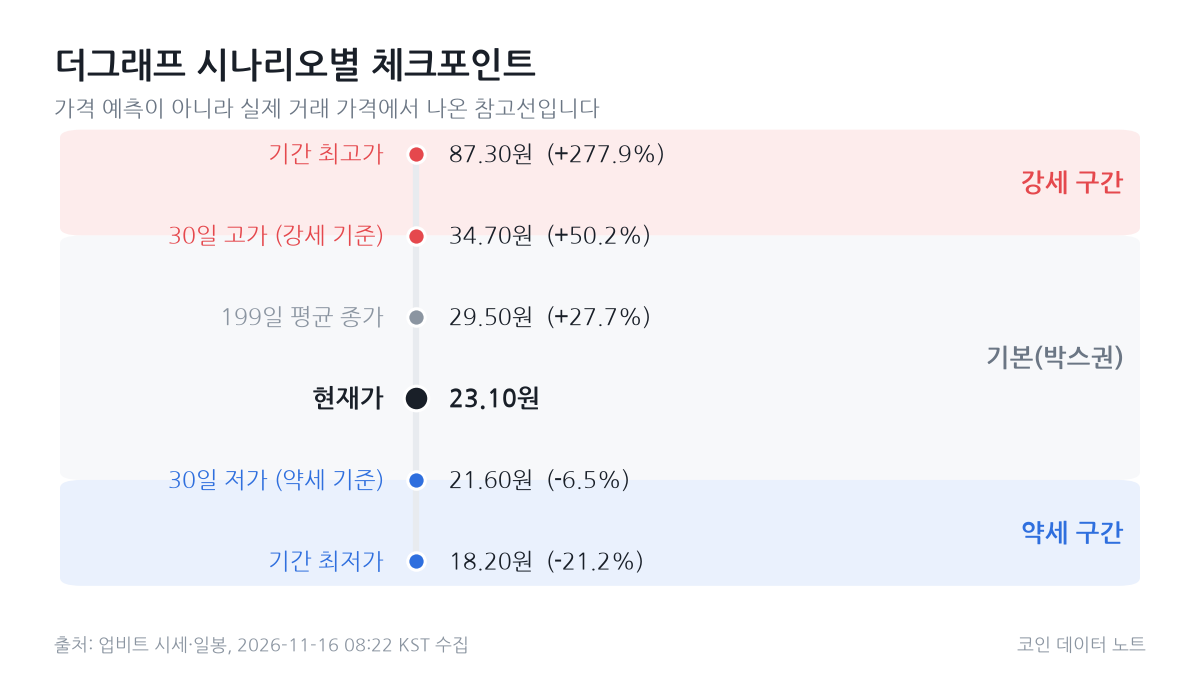 더그래프 시나리오별 체크포인트
가격 예측이 아니라 실제 거래 가격에서 나온 참고선입니다
기간 최고가 87.30원 (+277.9%)
강세 구간
30일 고가 (강세 기준) 34.70원 (+50.2%)
199일 평균 종가 29.50원 (+27.7%)
기본(박스권)
현재가 23.10원
30일 저가 (약세 기준) 21.60원 (-6.5%)
약세 구간
기간 최저가 18.20원 (-21.2%)
출처: 업비트 시세·일봉, 2026-11-16 08:22 KST 수집
코인 데이터 노트